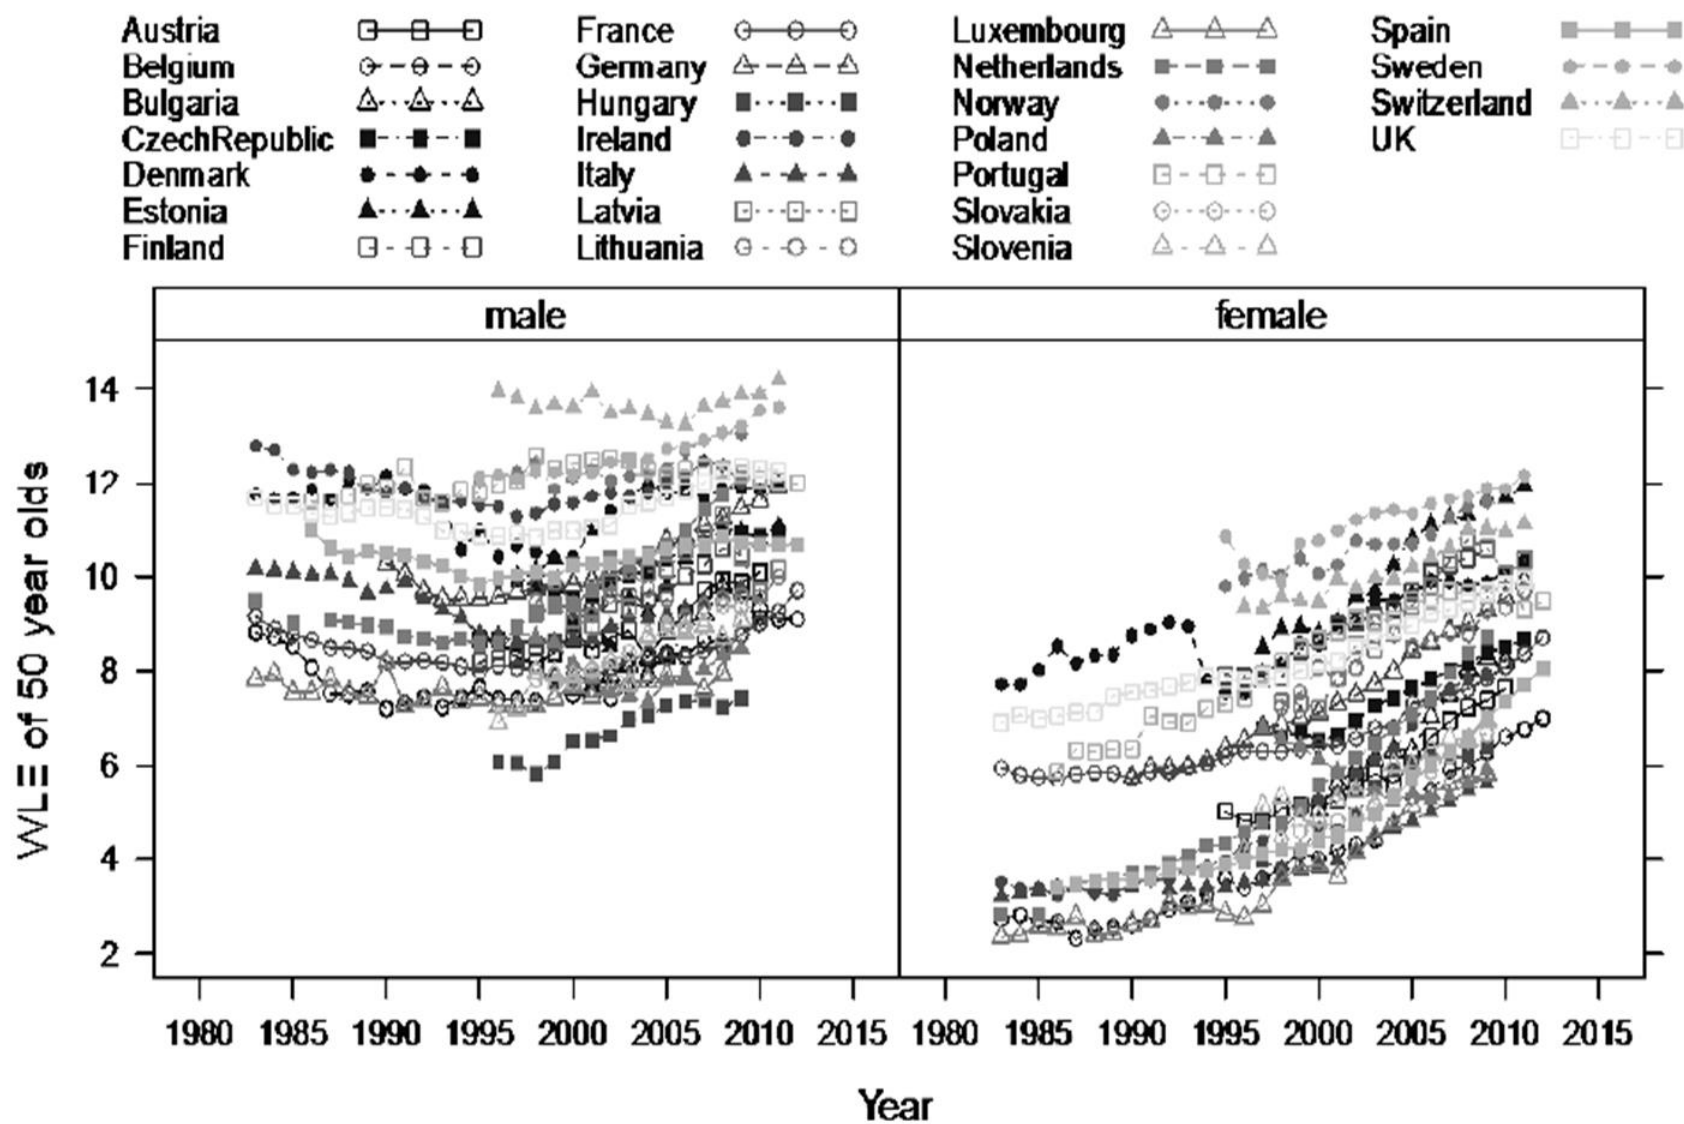 Austria France Luxembourg Spain
Belgium Germany Netherlands Sweden
Bulgaria Hungary Norway Switzerland
CzechRepublic Ireland Poland UK
Denmark Italy Portugal
Estonia Latvia Slovakia
Finland Lithuania Slovenia
male female
WLE of 50 year olds
14
12
10
8
6
4
2
1980 1985 1990 1995 2000 2005 2010 2015 1980 1985 1990 1995 2000 2005 2010 2015
Year